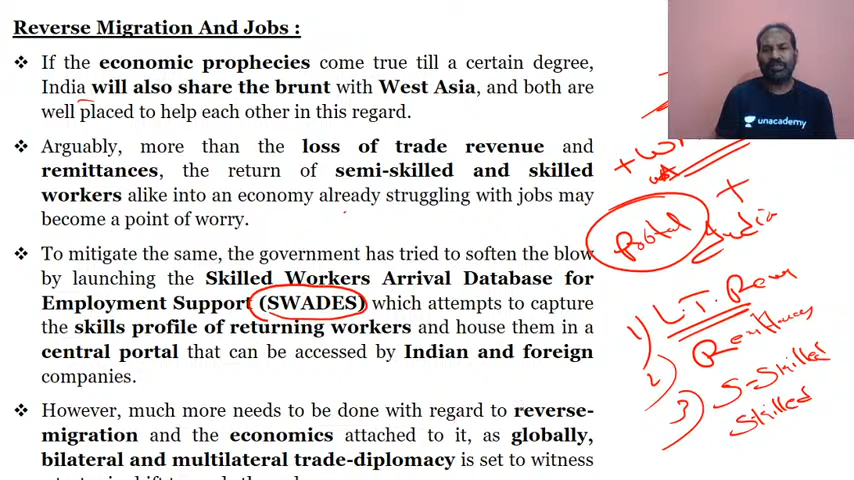 Reverse Migration And Jobs :
❖ If the economic prophecies come true till a certain degree,
India will also share the brunt with West Asia, and both are
well placed to help each other in this regard.
❖ Arguably, more than the loss of trade revenue and
remittances, the return of semi-skilled and skilled
workers alike into an economy already struggling with jobs may
become a point of worry.
❖ To mitigate the same, the government has tried to soften the blow
by launching the Skilled Workers Arrival Database for
Employment Support (SWADES) which attempts to capture
the skills profile of returning workers and house them in a
central portal that can be accessed by Indian and foreign
companies.
❖ However, much more needs to be done with regard to reverse-
migration and the economics attached to it, as globally,
bilateral and multilateral trade-diplomacy is set to witness
unacademy
+
Portal
India
1) L.T. Rev
2) Remittances
3) S-Skilled
Skilled